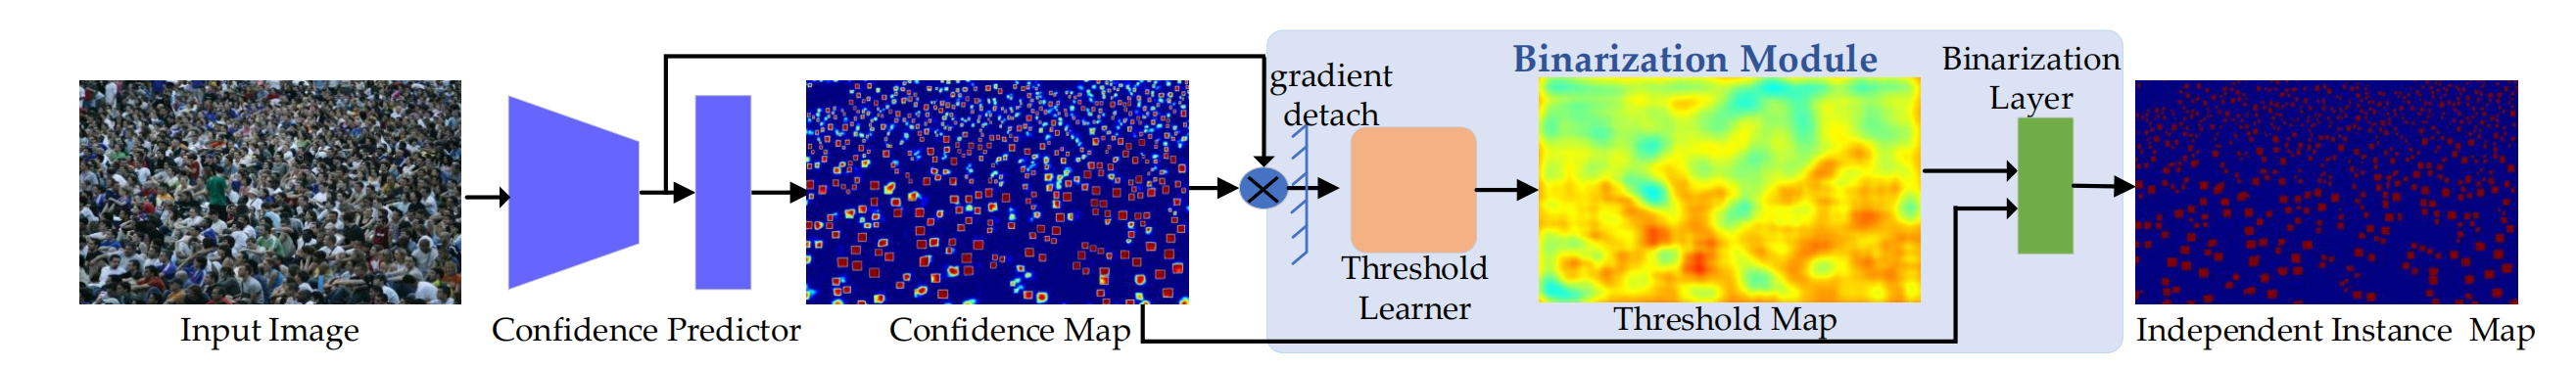 Binarization Module
Binarization
Layer
gradient
detach
Threshold
Learner
Input Image
Confidence Predictor
Confidence Map
Threshold Map
Independent Instance Map